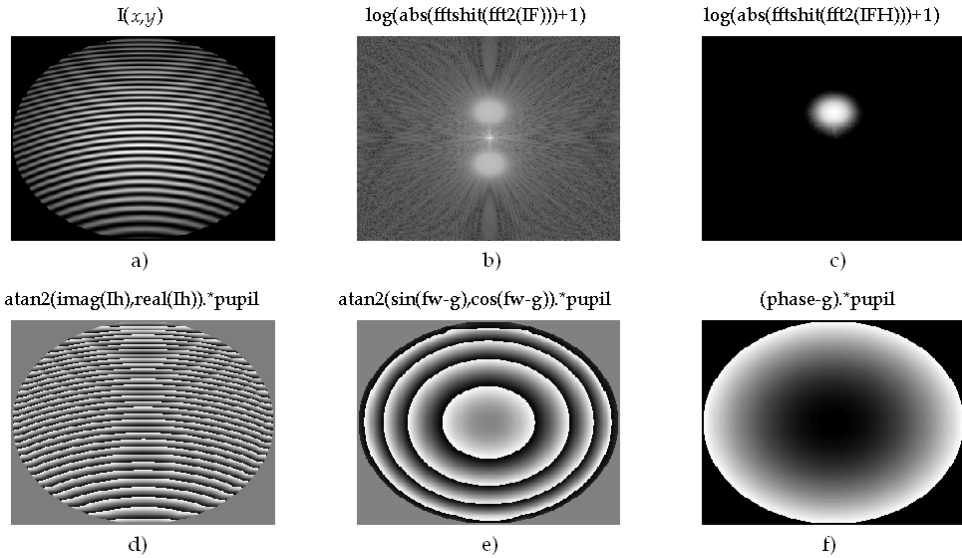 I(x,y)
log(abs(fftshit(fft2(IF)))+1)
log(abs(fftshit(fft2(IFH)))+1)
a)
b)
c)
atan2(imag(Ih),real(Ih)).*pupil
atan2(sin(fw-g),cos(fw-g)).*pupil
(phase-g).*pupil
d)
e)
f)